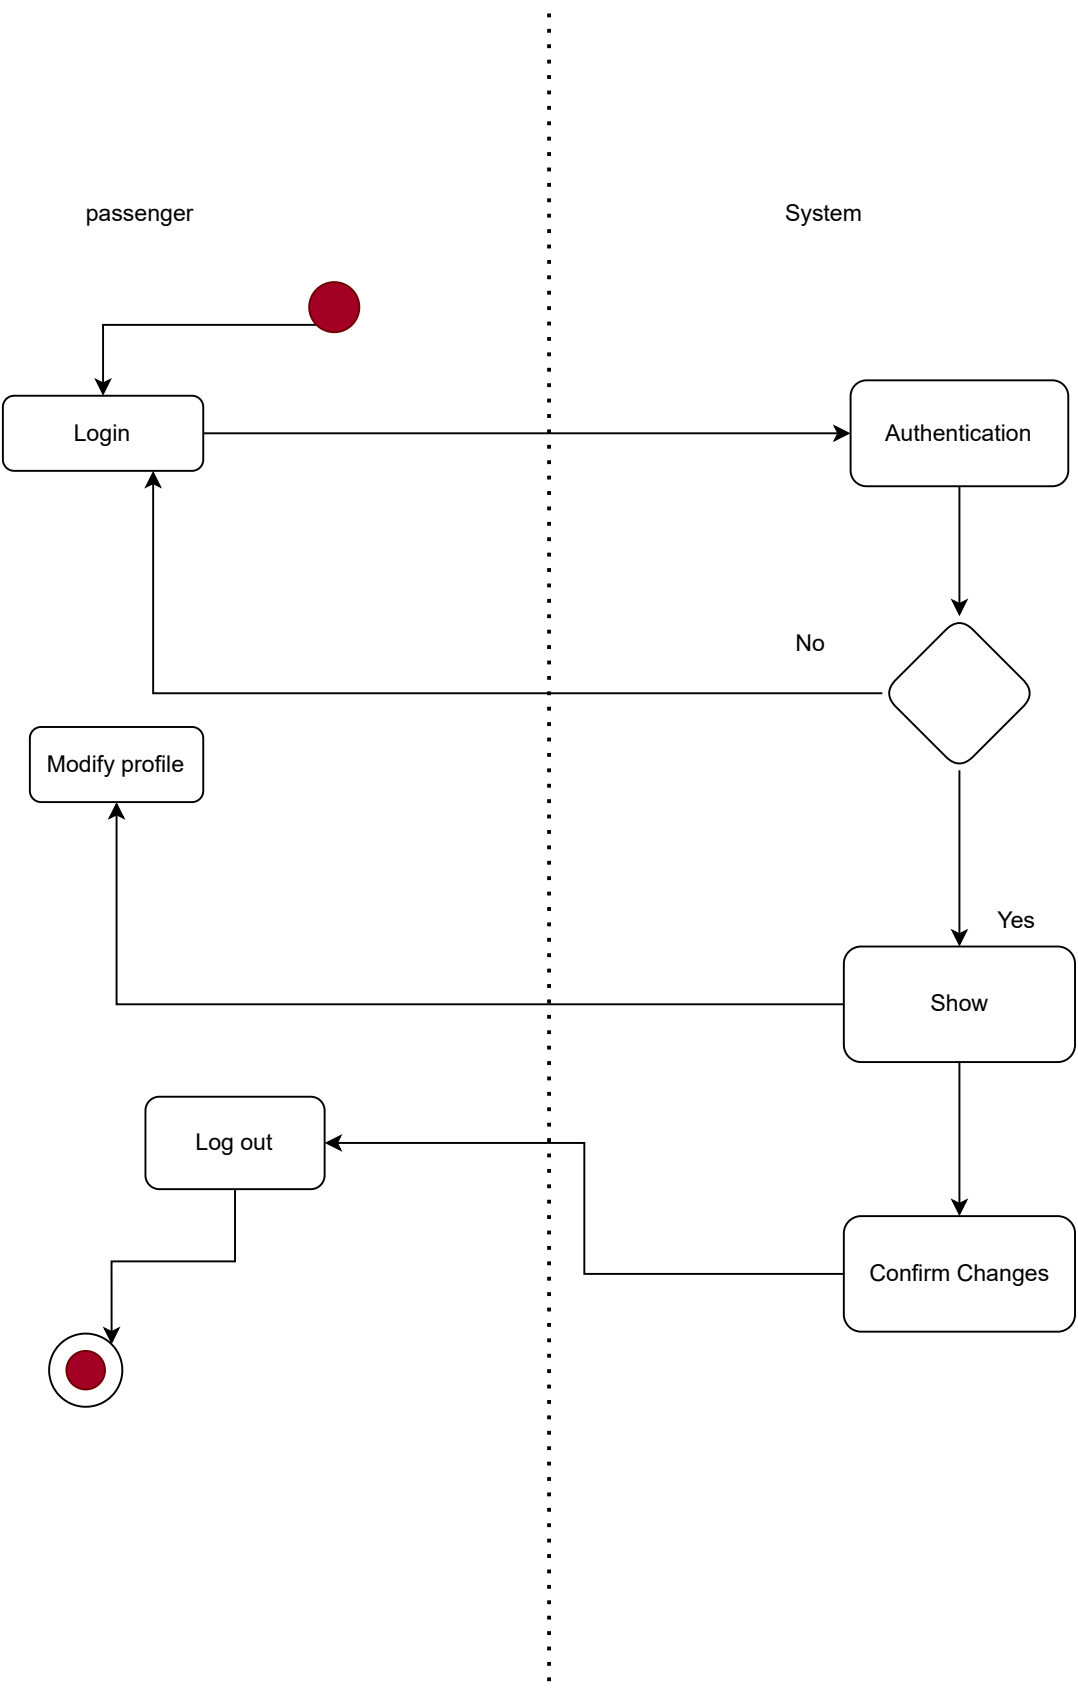 passenger
System
Login
Authentication
No
Modify profile
Yes
Show
Log out
Confirm Changes